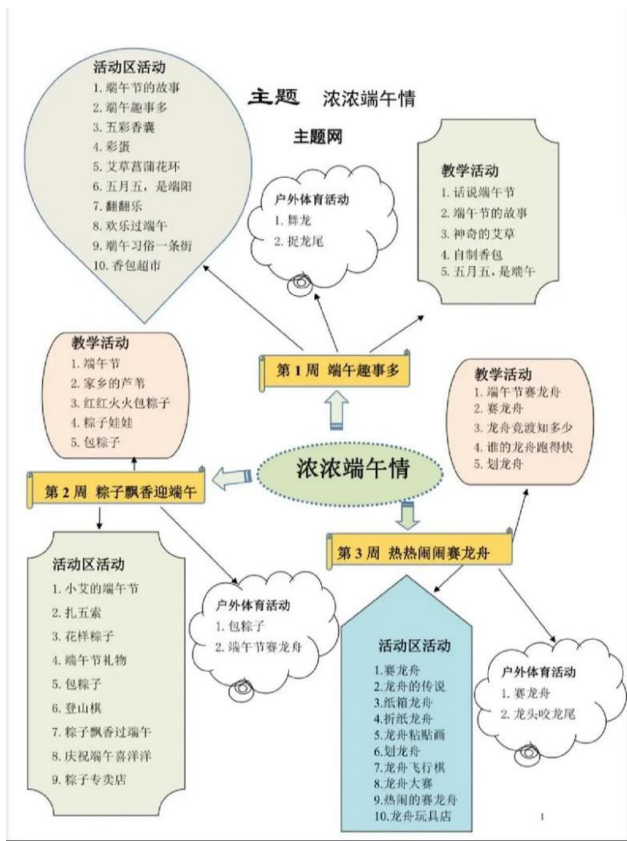 主题 浓浓端午情
主题网
活动区活动
1. 端午节的故事
2. 端午趣事多
3. 五彩香囊
4. 彩蛋
5. 艾草菖蒲花环
6. 五月五，是端阳
7. 翻翻乐
8. 欢乐过端午
9. 端午习俗一条街
10. 香包超市
户外体育活动
1. 舞龙
2. 捉龙尾
教学活动
1. 话说端午节
2. 端午节的故事
3. 神奇的艾草
4. 自制香包
5. 五月五，是端午
第 1 周 端午趣事多
教学活动
1. 端午节
2. 家乡的芦苇
3. 红红火火包粽子
4. 粽子娃娃
5. 包粽子
教学活动
1. 端午节赛龙舟
2. 赛龙舟
3. 龙舟竞渡知多少
4. 谁的龙舟跑得快
5. 划龙舟
浓浓端午情
第 2 周 粽子飘香迎端午
第 3 周 热热闹闹赛龙舟
活动区活动
1. 小艾的端午节
2. 扎五索
3. 花样粽子
4. 端午节礼物
5. 包粽子
6. 登山棋
7. 粽子飘香过端午
8. 庆祝端午喜洋洋
9. 粽子专卖店
户外体育活动
1. 包粽子
2. 端午节赛龙舟
活动区活动
1.赛龙舟
2.龙舟的传说
3.纸箱龙舟
4.折纸龙舟
5.龙舟粘贴画
6.划龙舟
7.龙舟飞行棋
8.龙舟大赛
9.热闹的赛龙舟
10.龙舟玩具店
户外体育活动
1. 赛龙舟
2. 龙头咬龙尾
1